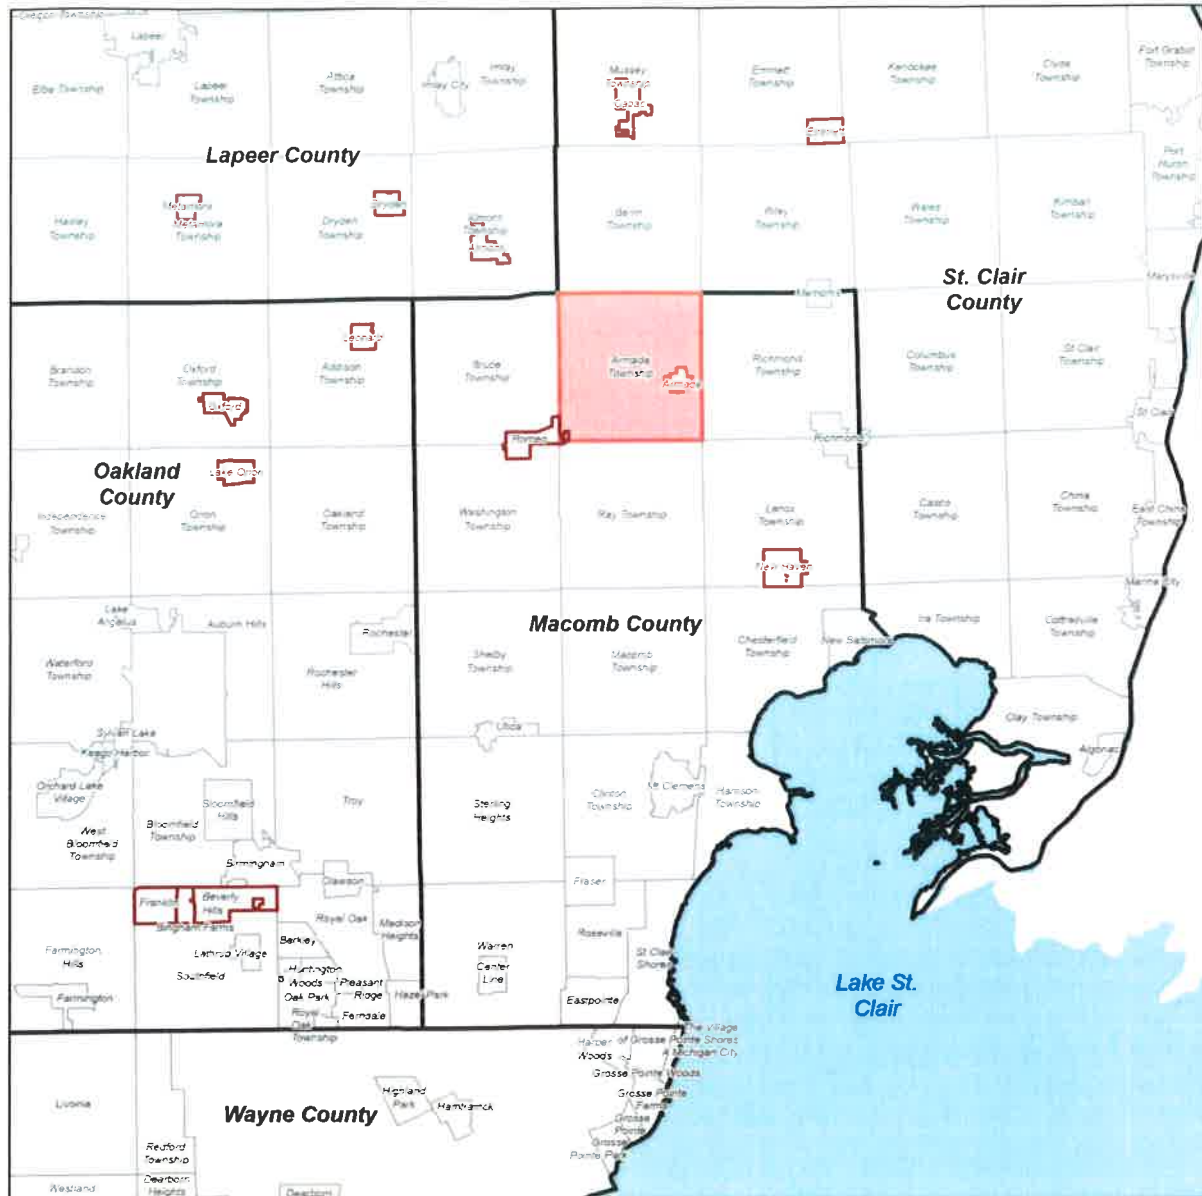 Oregon Township
Lapeer
Elba Township
Lapeer
Township
Attica
Township
Imlay City
Imlay
Township
Mussey
Township
Capac
Emmett
Township
Kenockee
Township
Clyde
Township
Fort Gratiot
Township
Emmett
Port
Huron
Township
Lapeer County
Metamora
Metamora
Township
Hadley
Township
Dryden
Dryden
Township
Almont
Township
Almont
Berlin
Township
Riley
Township
Wales
Township
Kimball
Township
St. Clair
County
Marysville
Memphis
Leonard
Brandon
Township
Oxford
Township
Addison
Township
Oxford
Bruce
Township
Armada
Township
Armada
Richmond
Township
Columbus
Township
St Clair
Township
St Clair
Romeo
Richmond
Oakland
County
Lake Orion
Independence
Township
Orion
Township
Oakland
Township
Washington
Township
Ray Township
Lenox
Township
Casco
Township
China
Township
East China
Township
New Haven
Marine City
Lake
Angelus
Auburn Hills
Rochester
Macomb County
Waterford
Township
Rochester
Hills
Shelby
Township
Macomb
Township
Chesterfield
Township
New Baltimore
Ira Township
Cottrellville
Township
Sylvan Lake
Keego Harbor
Utica
Clay Township
Algonac
Orchard Lake
Village
West
Bloomfield
Township
Bloomfield
Township
Bloomfield
Hills
Troy
Sterling
Heights
Clinton
Township
Mt Clemens
Harrison
Township
Birmingham
Clawson
Fraser
Franklin
Beverly
Hills
Bingham Farms
Royal Oak
Madison
Heights
Roseville
Farmington
Hills
Lathrup Village
Southfield
Berkley
Huntington
Woods
Oak Park
Pleasant
Ridge
Hazel Park
Warren
Center
Line
St Clair
Shores
Farmington
Royal
Oak
Township
Ferndale
Eastpointe
Lake St.
Clair
Harper
Woods
The Village
of Grosse Pointe Shores
A Michigan City
Grosse Pointe Woods
Grosse Pointe
Farms
Grosse
Pointe
Grosse
Pointe Park
Livonia
Wayne County
Highland
Park
Hamtramck
Redford
Township
Westland
Dearborn
Heights
Dearborn